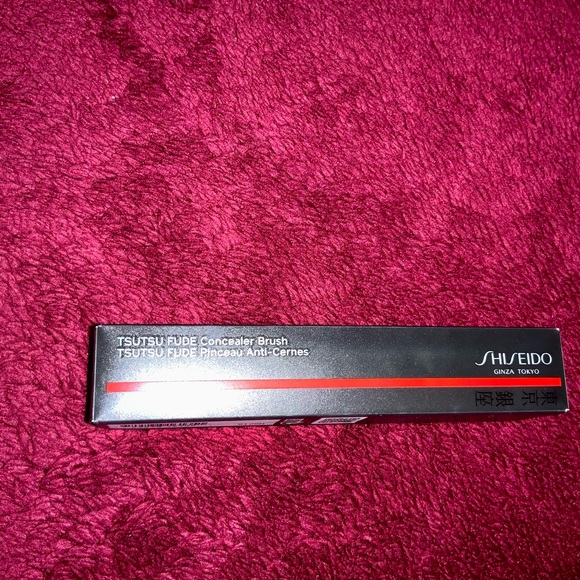 TSUTSU FUDE Concealer Brush
TSUTSU FUDE Pinceau Anti-Cernes
SHISEIDO
GINZA TOKYO
東京銀座